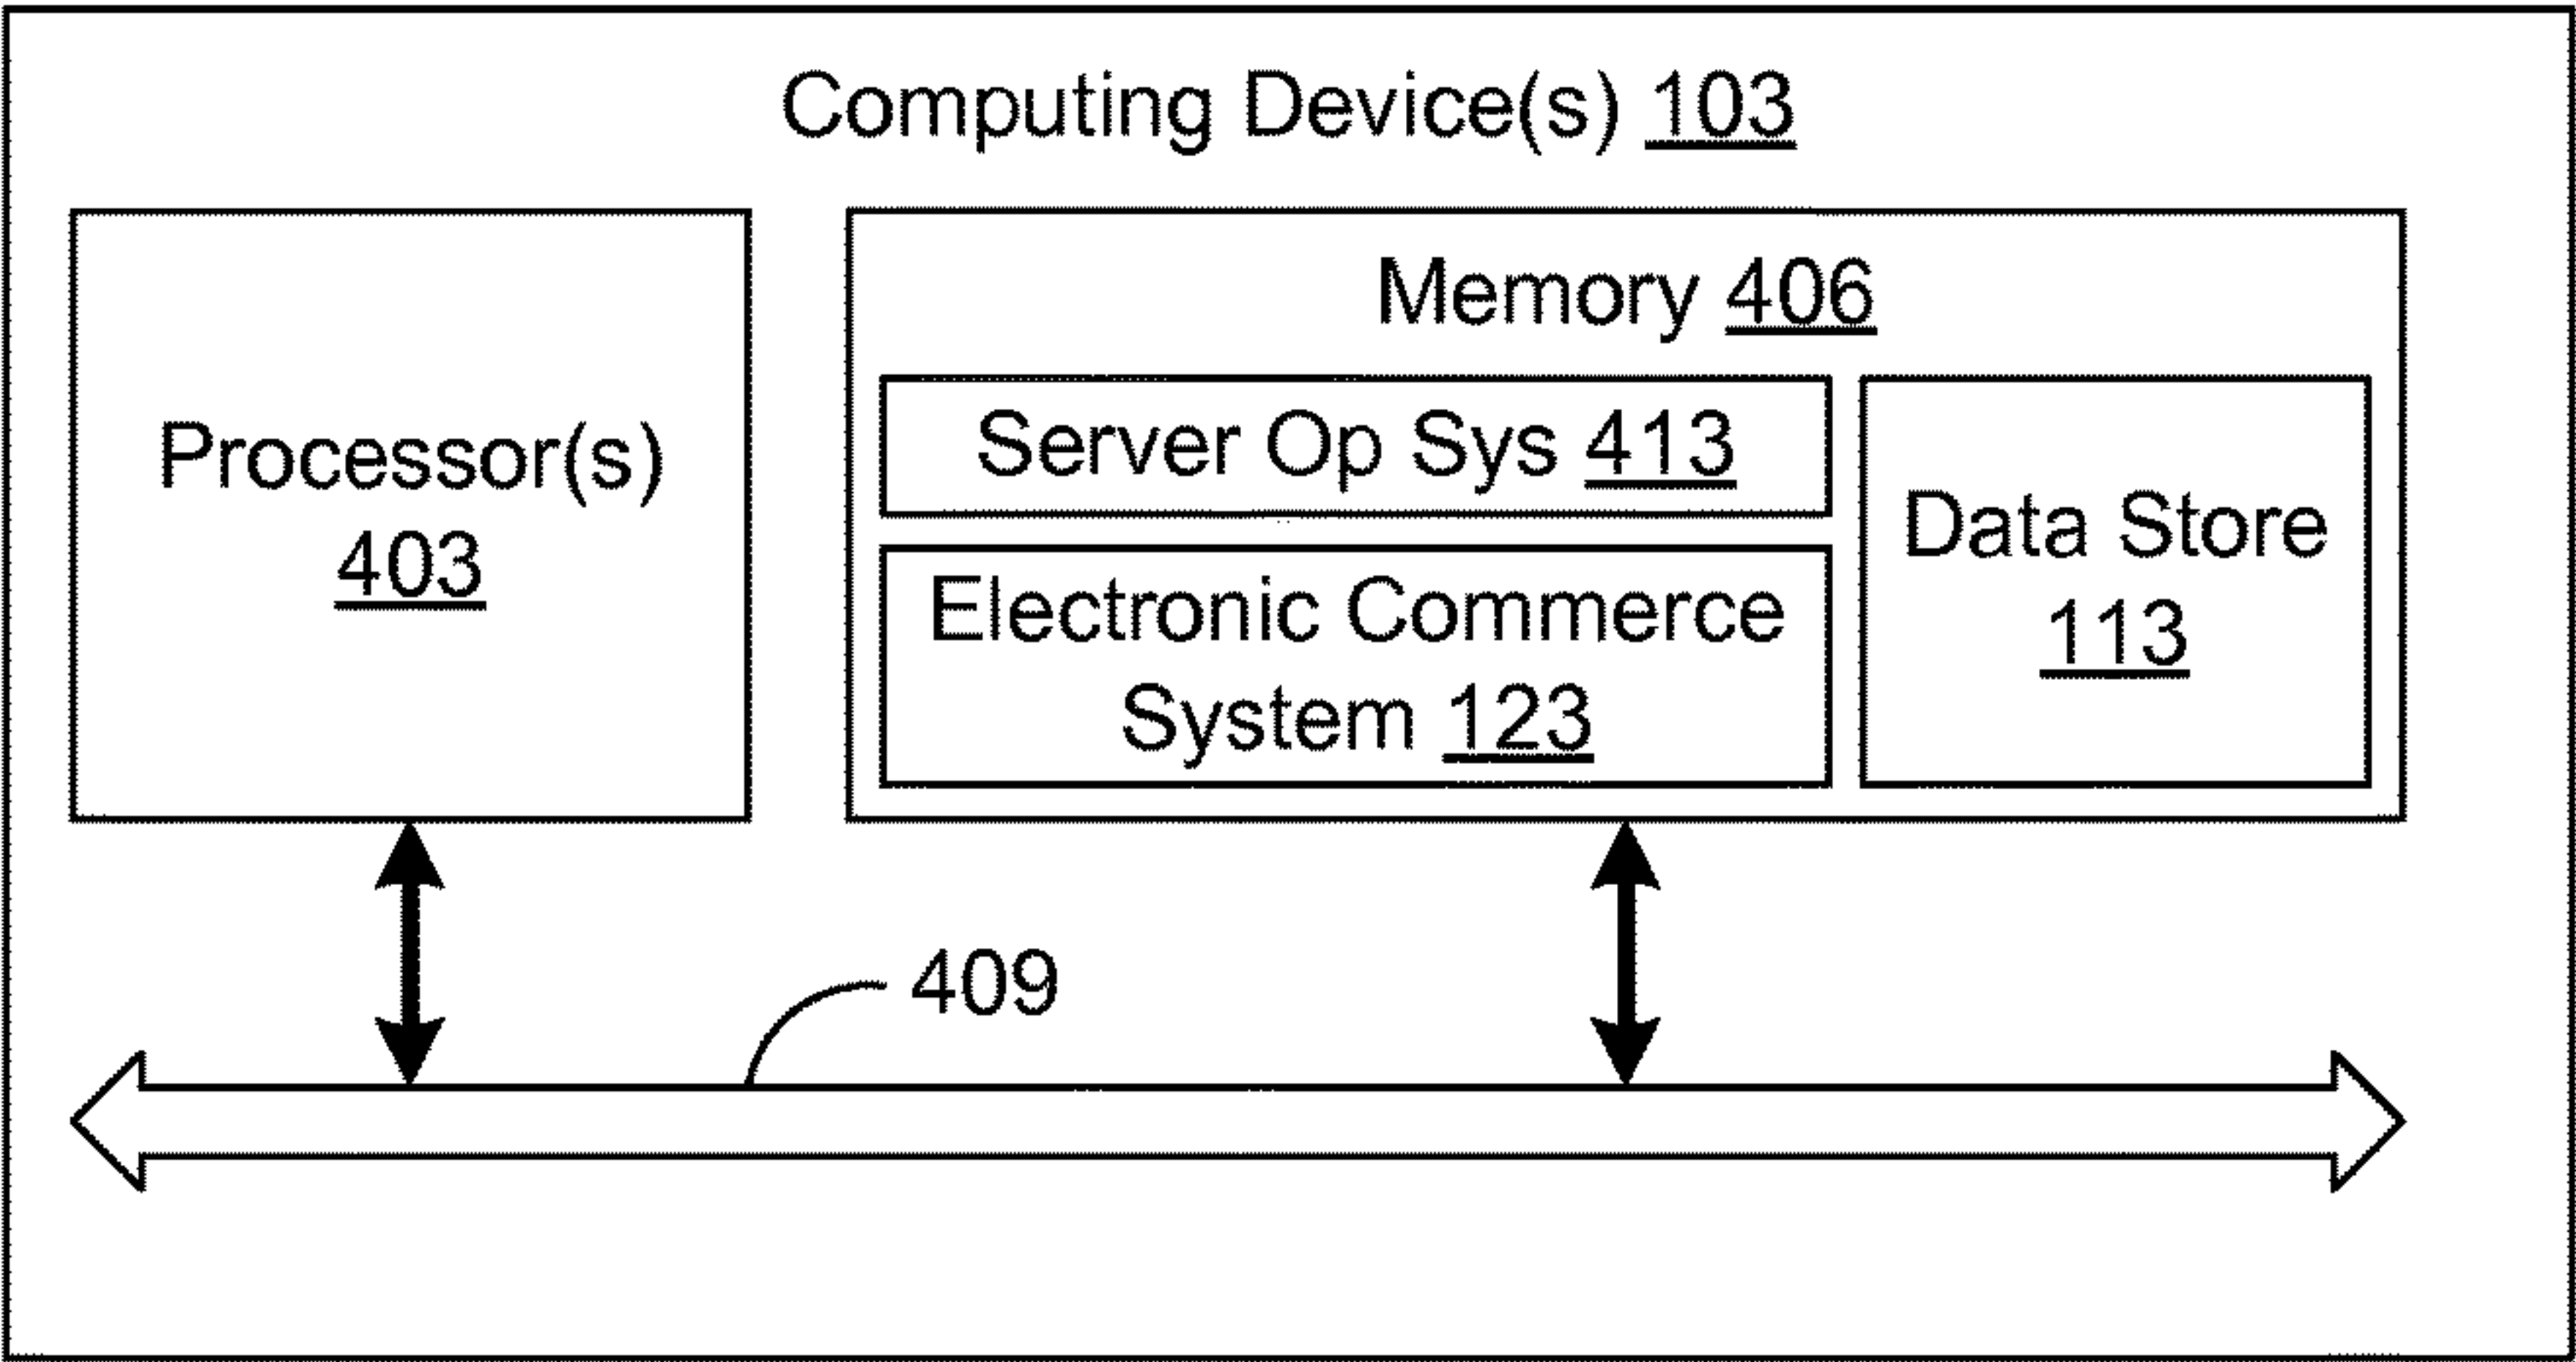 Computing Device(s) 103
Processor(s)
403
Memory 406
Server Op Sys 413
Electronic Commerce
System 123
Data Store
113
409